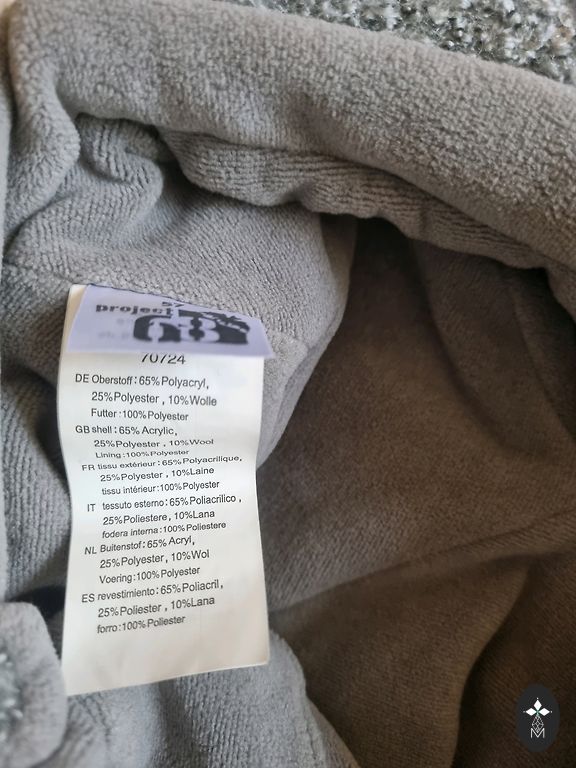 project
68
70724
DE Oberstoff:65%Polyacryl,
25%Polyester , 10%Wolle
Futter:100%Polyester
GB shell:65% Acrylic,
25%Polyester , 10%Wool
Lining:100%Polyester
FR tissu extérieur:65%Polyacrilique,
25%Polyester , 10%Laine
tissu intérieur:100%Polyester
IT tessuto esterno:65%Poliacrilico ,
25%Poliestere , 10%Lana
fodera interna:100%Poliestere
NL Buitenstof:65% Acryl,
25%Polyester, 10%Wol
Voering:100%Polyester
ES revestimiento:65%Poliacril,
25%Poliester , 10%Lana
forro:100%Poliester